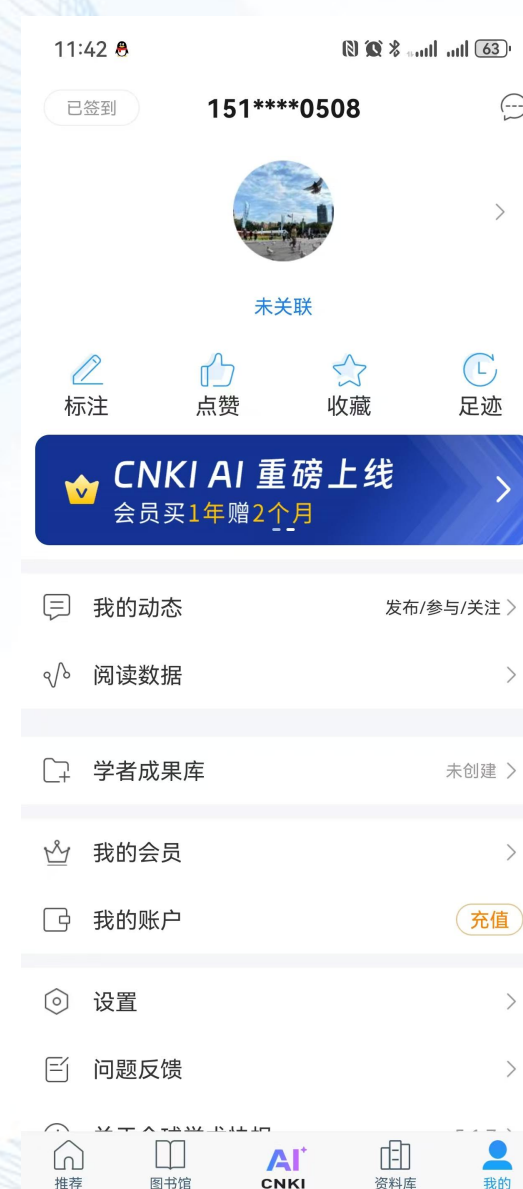 11:42
63
已签到
151****0508
未关联
标注 点赞 收藏 足迹
CNKI AI 重磅上线
会员买1年赠2个月
我的动态 发布/参与/关注
阅读数据
学者成果库 未创建
我的会员
我的账户 充值
设置
问题反馈
推荐 图书馆 AI+ CNKI 资料库 我的